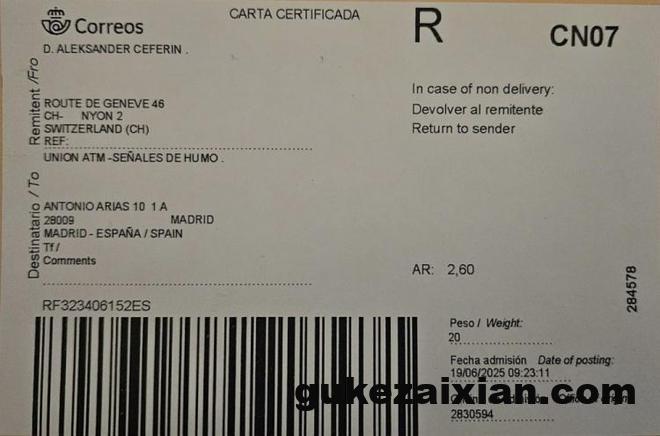 Correos
CARTA CERTIFICADA
R
CN07
D. ALEKSANDER CEFERIN .
Remitent /Fro
ROUTE DE GENEVE 46
CH- NYON 2
SWITZERLAND (CH)
REF:
In case of non delivery:
Devolver al remitente
Return to sender
UNION ATM -SEÑALES DE HUMO .
Destinatario / To
ANTONIO ARIAS 10 1 A
28009 MADRID
MADRID - ESPAÑA / SPAIN
Tf /
Comments
AR: 2,60
284578
RF323406152ES
Peso / Weight:
20
Fecha admisión Date of posting:
19/06/2025 09:23:11
gukezaixian.com
2830594